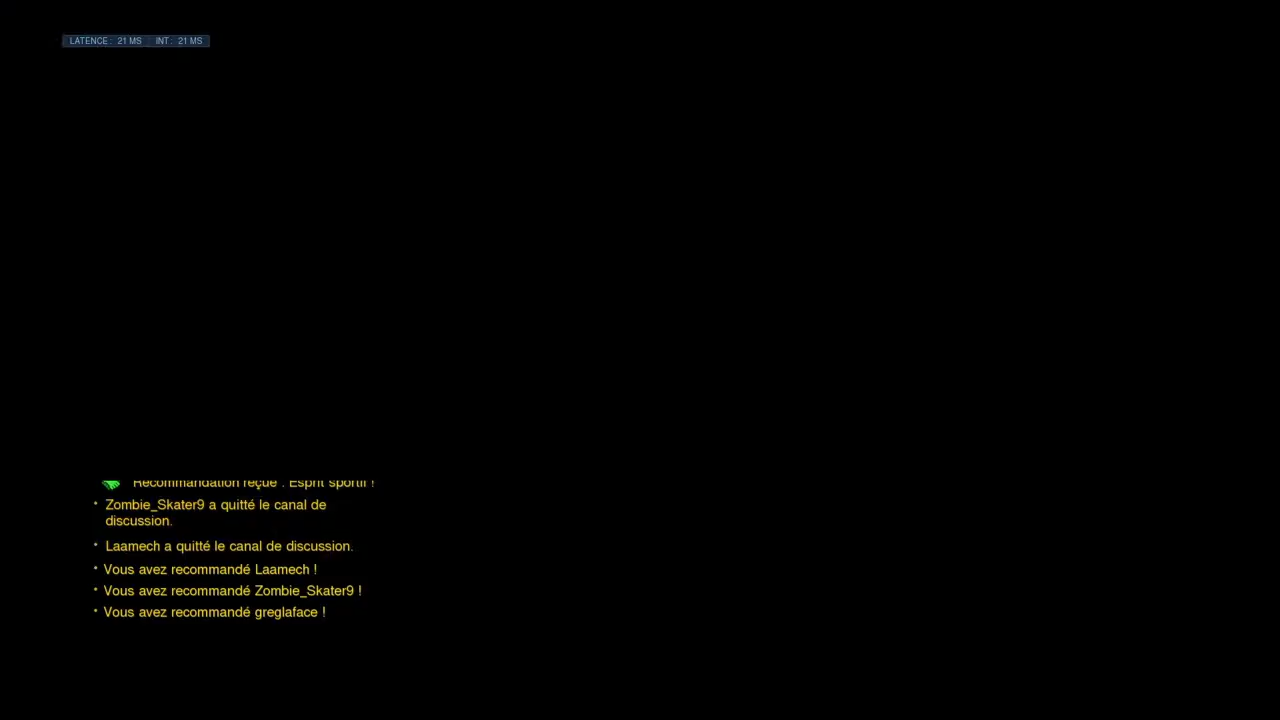 LATENCE : 21 MS INT : 21 MS
Recommandation reçue : Esprit sportif !
• Zombie_Skater9 a quitté le canal de
discussion.
• Laamech a quitté le canal de discussion.
• Vous avez recommandé Laamech !
• Vous avez recommandé Zombie_Skater9 !
• Vous avez recommandé greglaface !